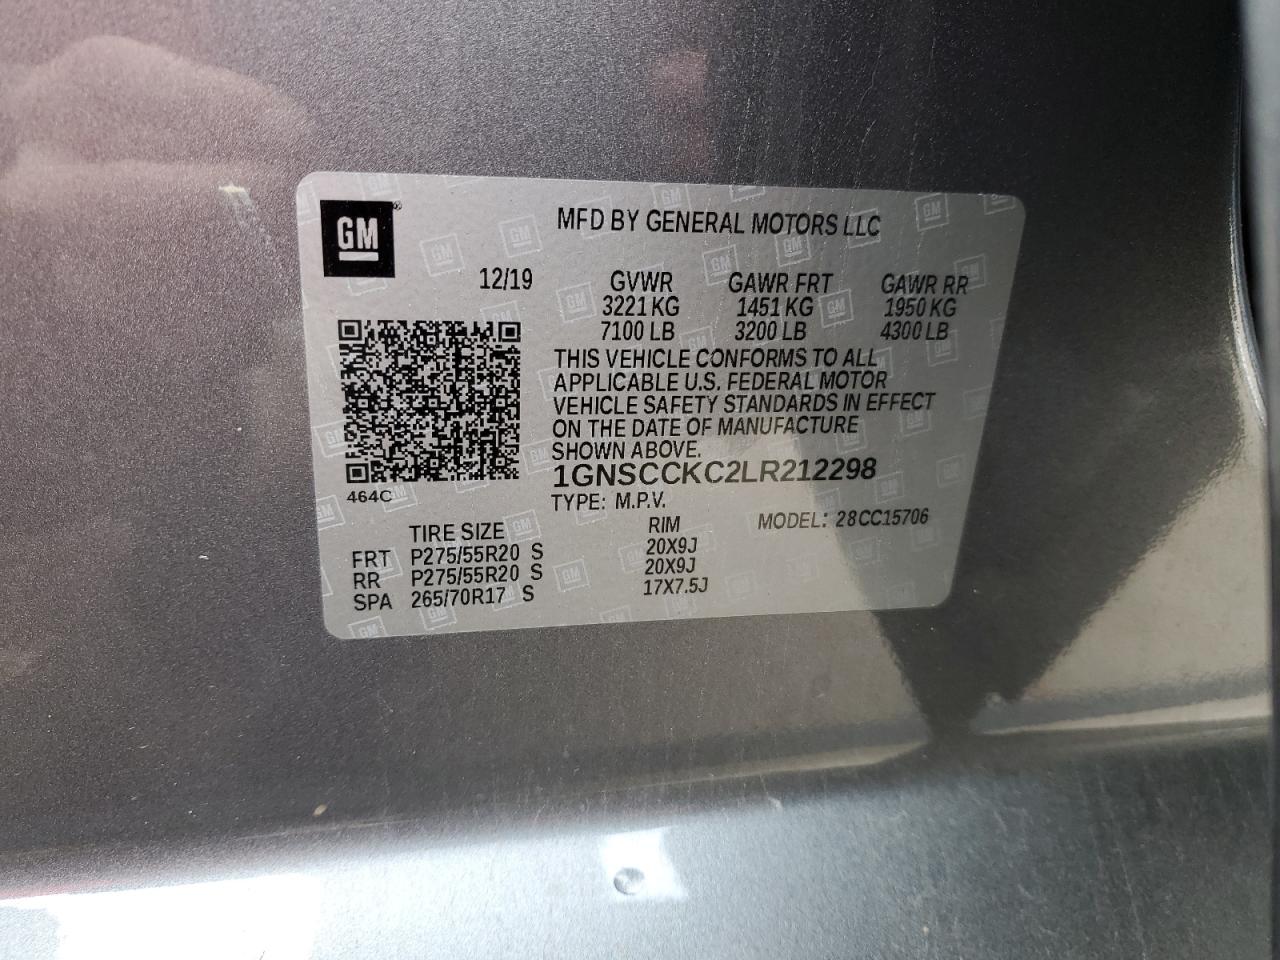 GM
MFD BY GENERAL MOTORS LLC
12/19 GVWR GAWR FRT GAWR RR
3221 KG 1451 KG 1950 KG
7100 LB 3200 LB 4300 LB
THIS VEHICLE CONFORMS TO ALL
APPLICABLE U.S. FEDERAL MOTOR
VEHICLE SAFETY STANDARDS IN EFFECT
ON THE DATE OF MANUFACTURE
SHOWN ABOVE.
1GNSCCKC2LR212298
464C
TYPE: M.P.V.
MODEL: 28CC15706
TIRE SIZE RIM
FRT P275/55R20 S 20X9J
RR P275/55R20 S 20X9J
SPA 265/70R17 S 17X7.5J